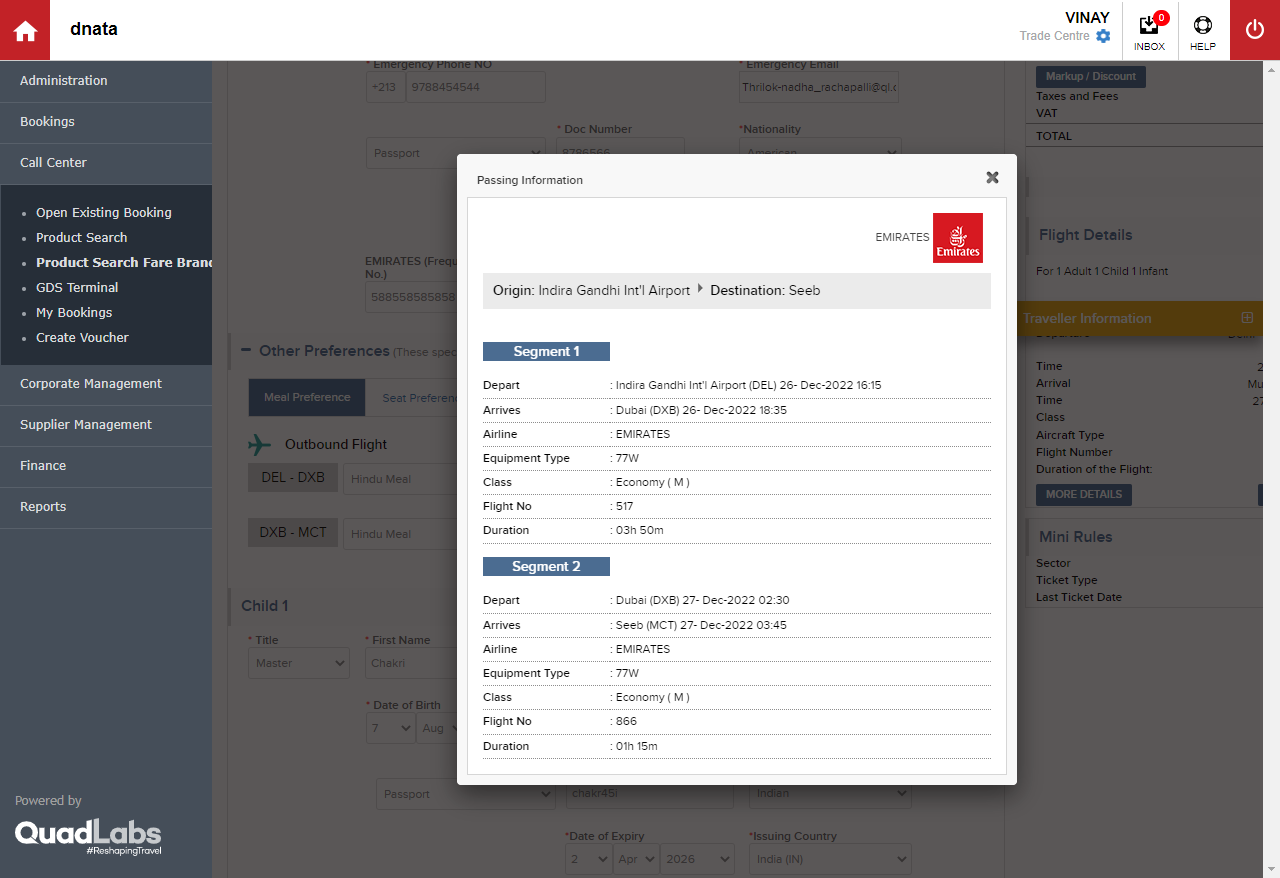 dnata
VINAY
Trade Centre
0
INBOX
HELP
Administration
Bookings
Call Center
Open Existing Booking
Product Search
Product Search Fare Brand
GDS Terminal
My Bookings
Create Voucher
Corporate Management
Supplier Management
Finance
Reports
Powered by
QuadLabs
#ReshapingTravel
* Emergency Phone NO
* Emergency Email
+213
9788454544
Thrilok-nadha_rachapalli@ql.c
* Doc Number
*Nationality
Passport
8786566
American
EMIRATES (Frequ
No.)
588558585858
Other Preferences (These spec
Meal Preference
Seat Preferen
Outbound Flight
DEL - DXB
Hindu Meal
DXB - MCT
Hindu Meal
Child 1
* Title
* First Name
Master
Chakri
* Date of Birth
7
Aug
Passport
chakr45i
Indian
*Date of Expiry
*Issuing Country
2
Apr
2026
India (IN)
Passing Information
EMIRATES
Emirates
Origin: Indira Gandhi Int'l Airport
Destination: Seeb
Segment 1
Depart : Indira Gandhi Int'l Airport (DEL) 26- Dec-2022 16:15
Arrives : Dubai (DXB) 26- Dec-2022 18:35
Airline : EMIRATES
Equipment Type : 77W
Class : Economy ( M )
Flight No : 517
Duration : 03h 50m
Segment 2
Depart : Dubai (DXB) 27- Dec-2022 02:30
Arrives : Seeb (MCT) 27- Dec-2022 03:45
Airline : EMIRATES
Equipment Type : 77W
Class : Economy ( M )
Flight No : 866
Duration : 01h 15m
Markup / Discount
Taxes and Fees
VAT
TOTAL
Flight Details
For 1 Adult 1 Child 1 Infant
Traveller Information
Time 2
Arrival Mu
Time 27
Class
Aircraft Type
Flight Number
Duration of the Flight:
MORE DETAILS
Mini Rules
Sector
Ticket Type
Last Ticket Date